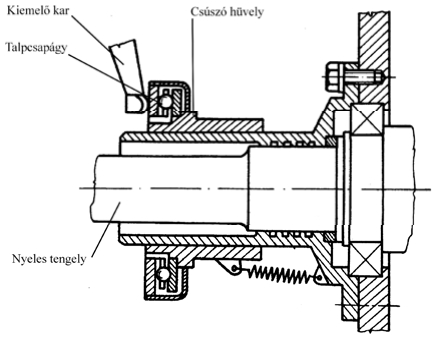 Kiemelő kar
Csúszó hüvely
Talpcsapágy
Nyeles tengely